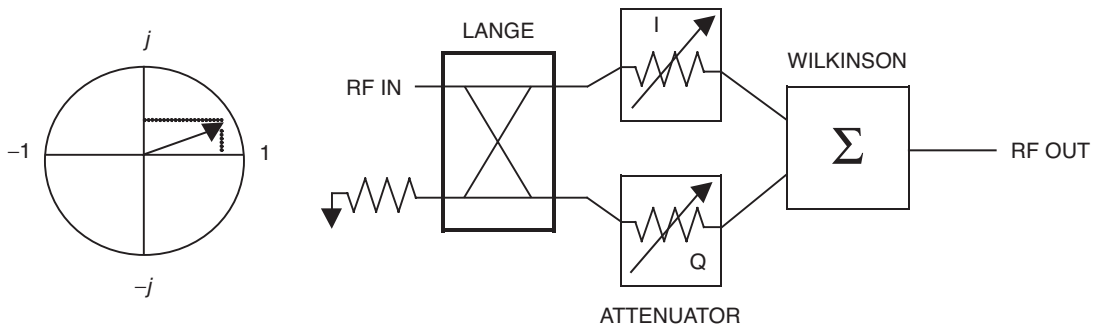 j
−1
1
−j
LANGE
RF IN
I
Q
ATTENUATOR
WILKINSON
Σ
RF OUT